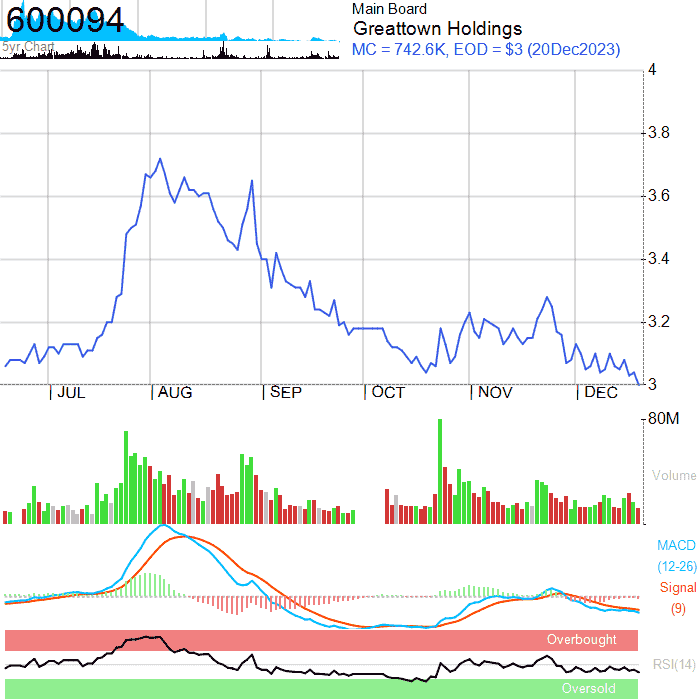 600094
5yr Chart
Main Board
Greattown Holdings
MC = 742.6K, EOD = $3 (20Dec2023)
4
3.8
3.6
3.4
3.2
3
| JUL | AUG | SEP | OCT | NOV | DEC
80M
Volume
MACD
(12-26)
Signal
(9)
Overbought
RSI(14)
Oversold